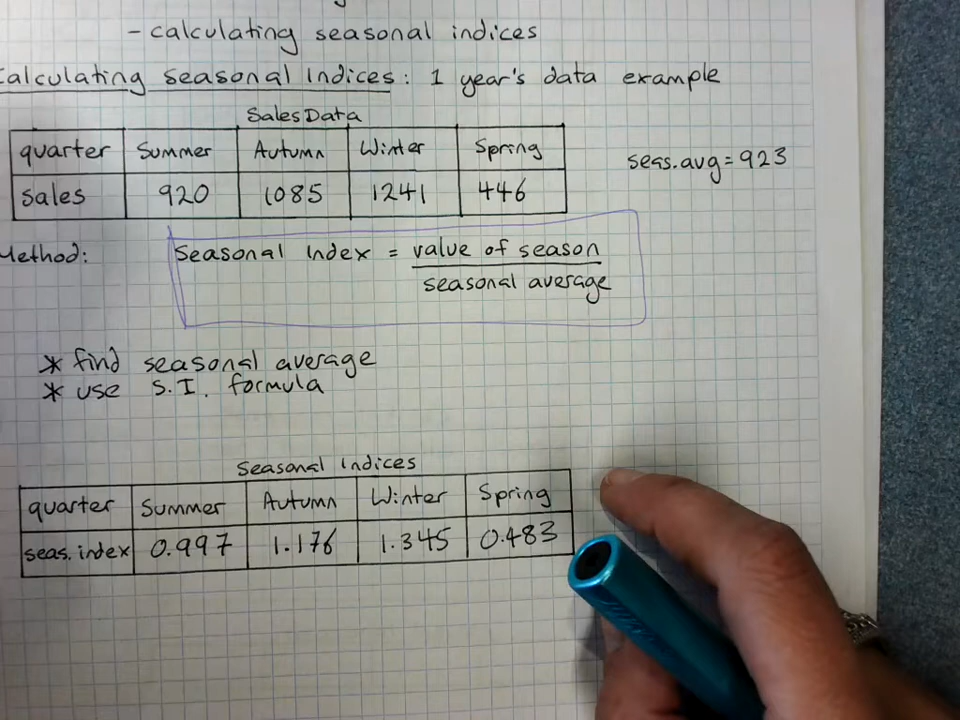 - calculating seasonal indices
Calculating Seasonal Indices: 1 year's data example
Sales Data
quarter Summer Autumn Winter Spring
sales 920 1085 1241 446
seas.avg = 923
Method:
Seasonal Index = value of season
seasonal average
* find seasonal average
* use S.I. formula
Seasonal Indices
quarter Summer Autumn Winter Spring
seas. index 0.997 1.176 1.345 0.483